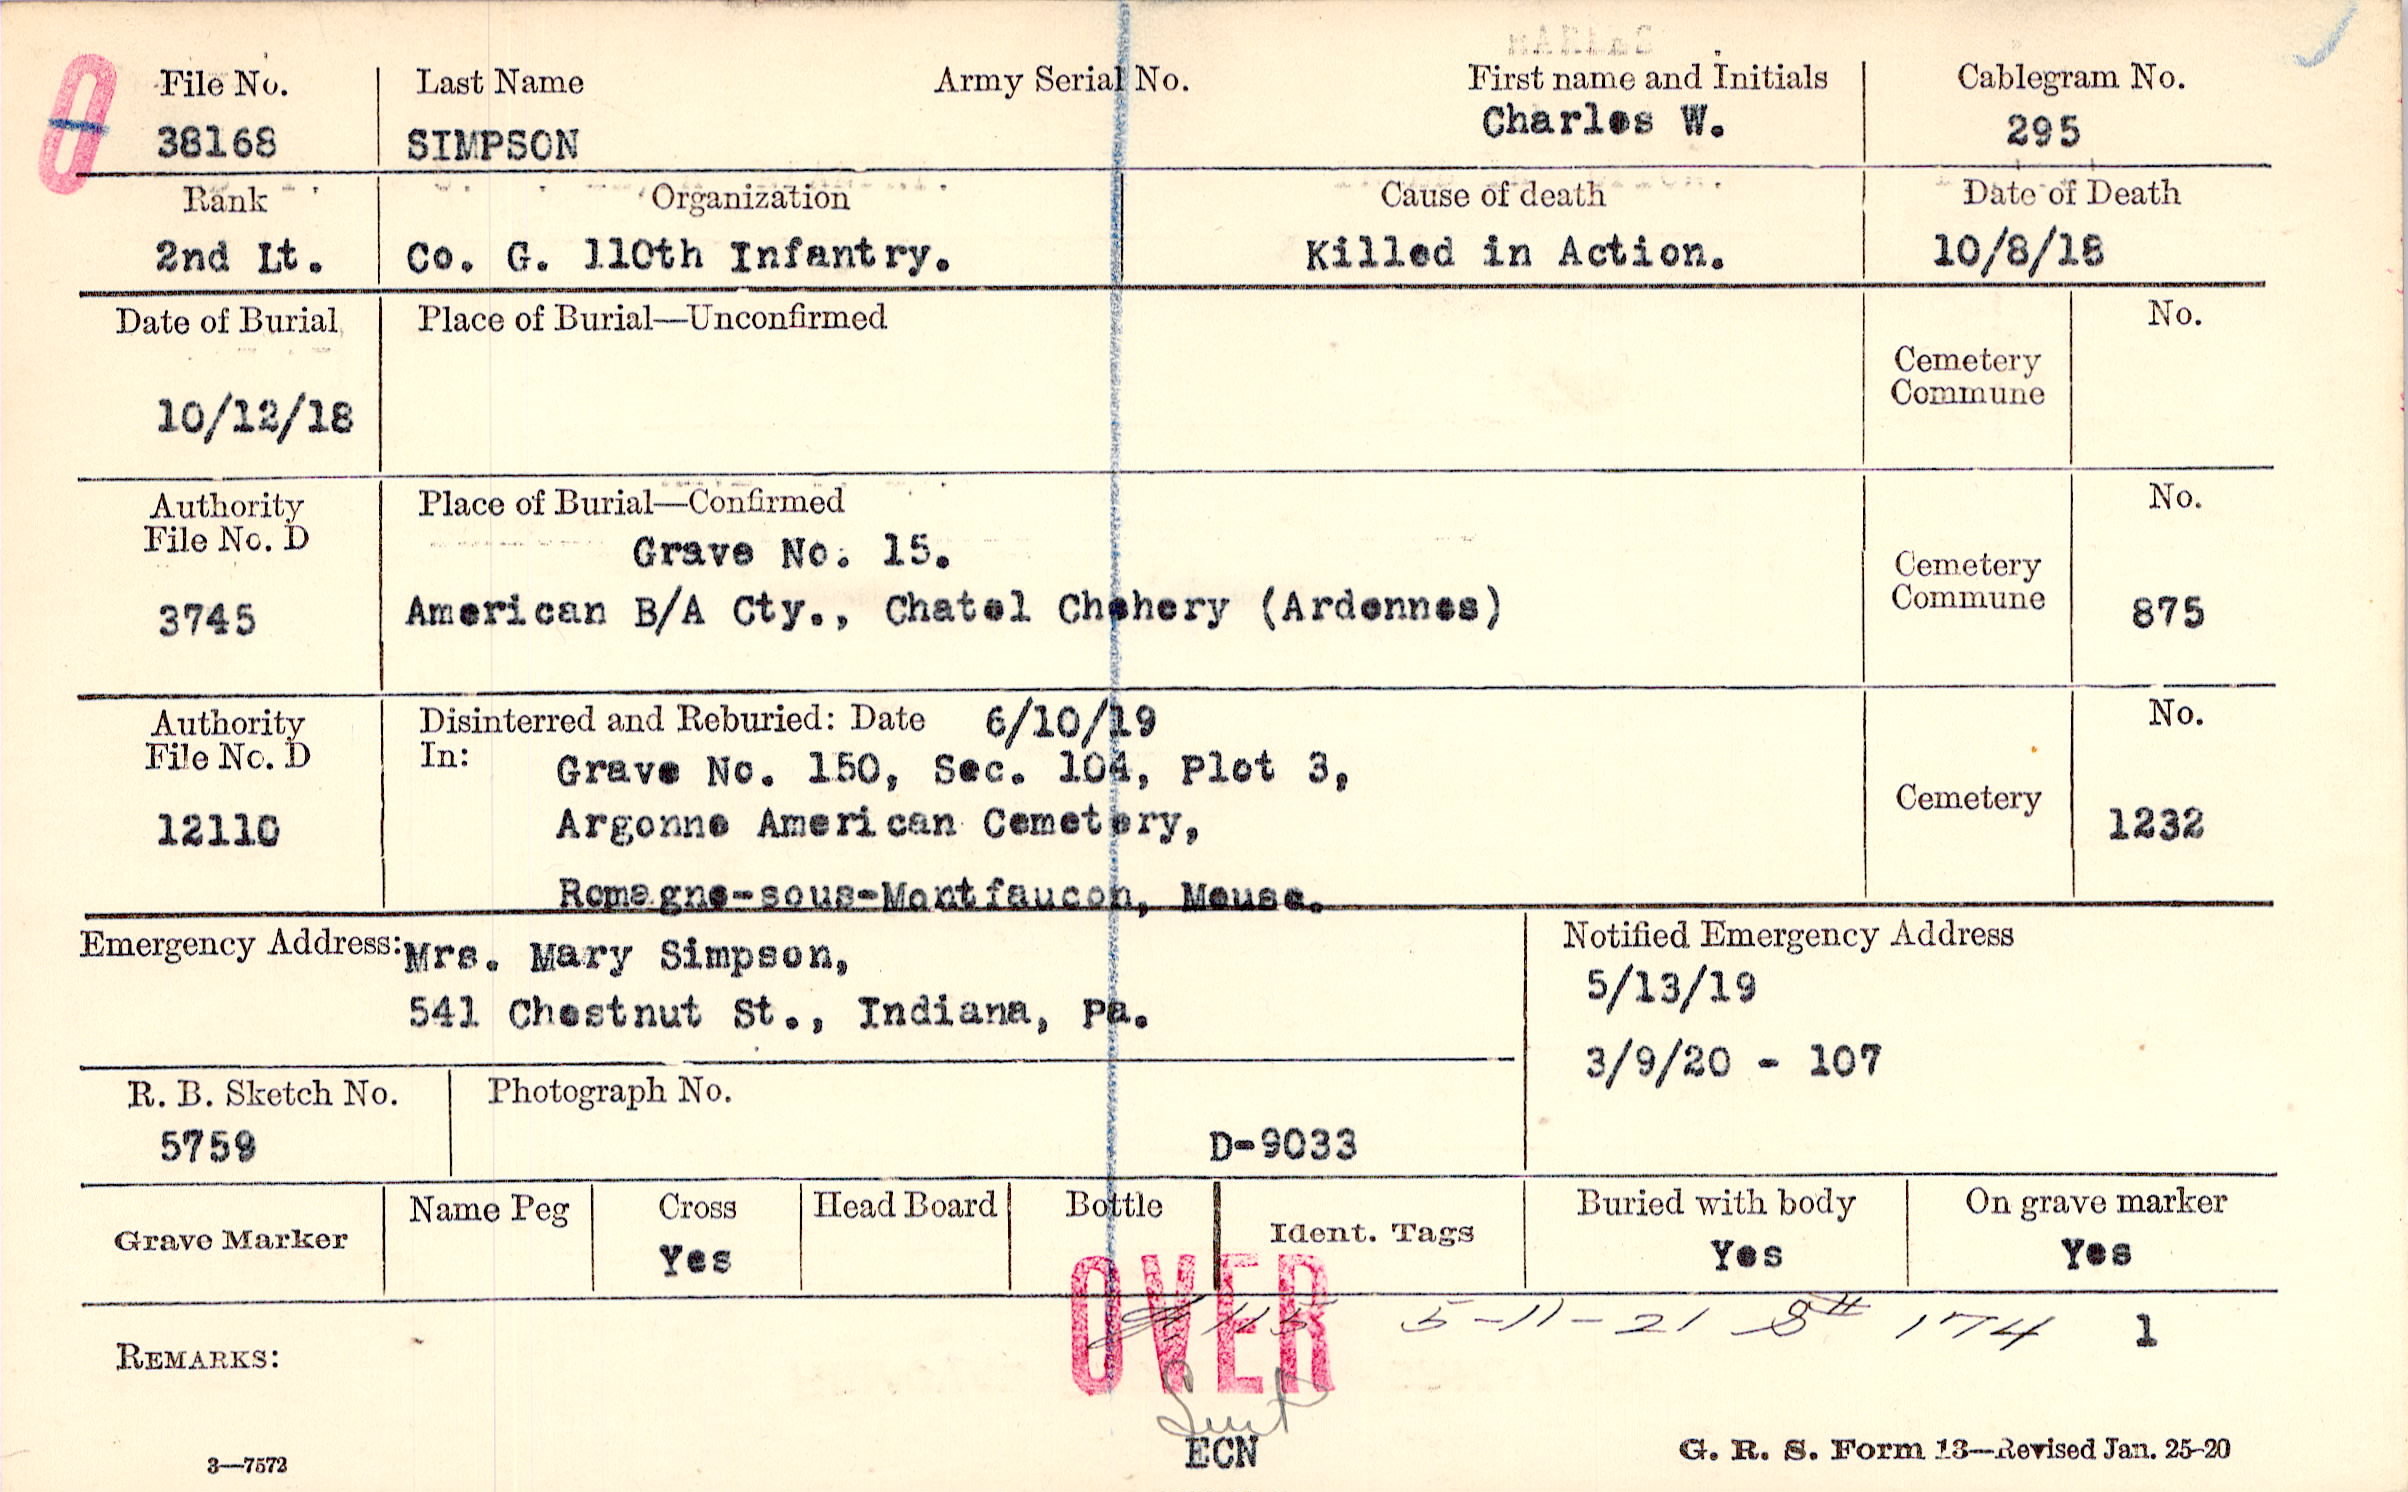 O
File No.
Last Name
Army Serial No.
First name and Initials
Cablegram No.
38168
SIMPSON
Charles W.
295
Rank
Organization
Cause of death
Date of Death
2nd Lt.
Co. G. 110th Infantry.
Killed in Action.
10/8/18
Date of Burial
Place of Burial—Unconfirmed
No.
Cemetery
Commune
10/12/18
Authority
File No. D
Place of Burial—Confirmed
No.
Grave No. 15.
Cemetery
Commune
3745
American B/A Cty., Chatel Chehery (Ardennes)
875
Authority
File No. D
Disinterred and Reburied: Date 6/10/19
No.
In: Grave No. 150, Sec. 104, Plot 3,
Cemetery
12110
Argonne American Cemetery,
1232
Romagne-sous-Montfaucon, Meuse.
Emergency Address: Mrs. Mary Simpson,
541 Chestnut St., Indiana, Pa.
Notified Emergency Address
5/13/19
3/9/20 - 107
R. B. Sketch No.
Photograph No.
5759
D-9033
Grave Marker
Name Peg
Cross
Head Board
Bottle
Ident. Tags
Buried with body
On grave marker
Yes
Yes
Yes
OVER
115 5-11-21 174 1
REMARKS:
Sent
ECN
3—7572
G. R. S. Form 13—Revised Jan. 25-20